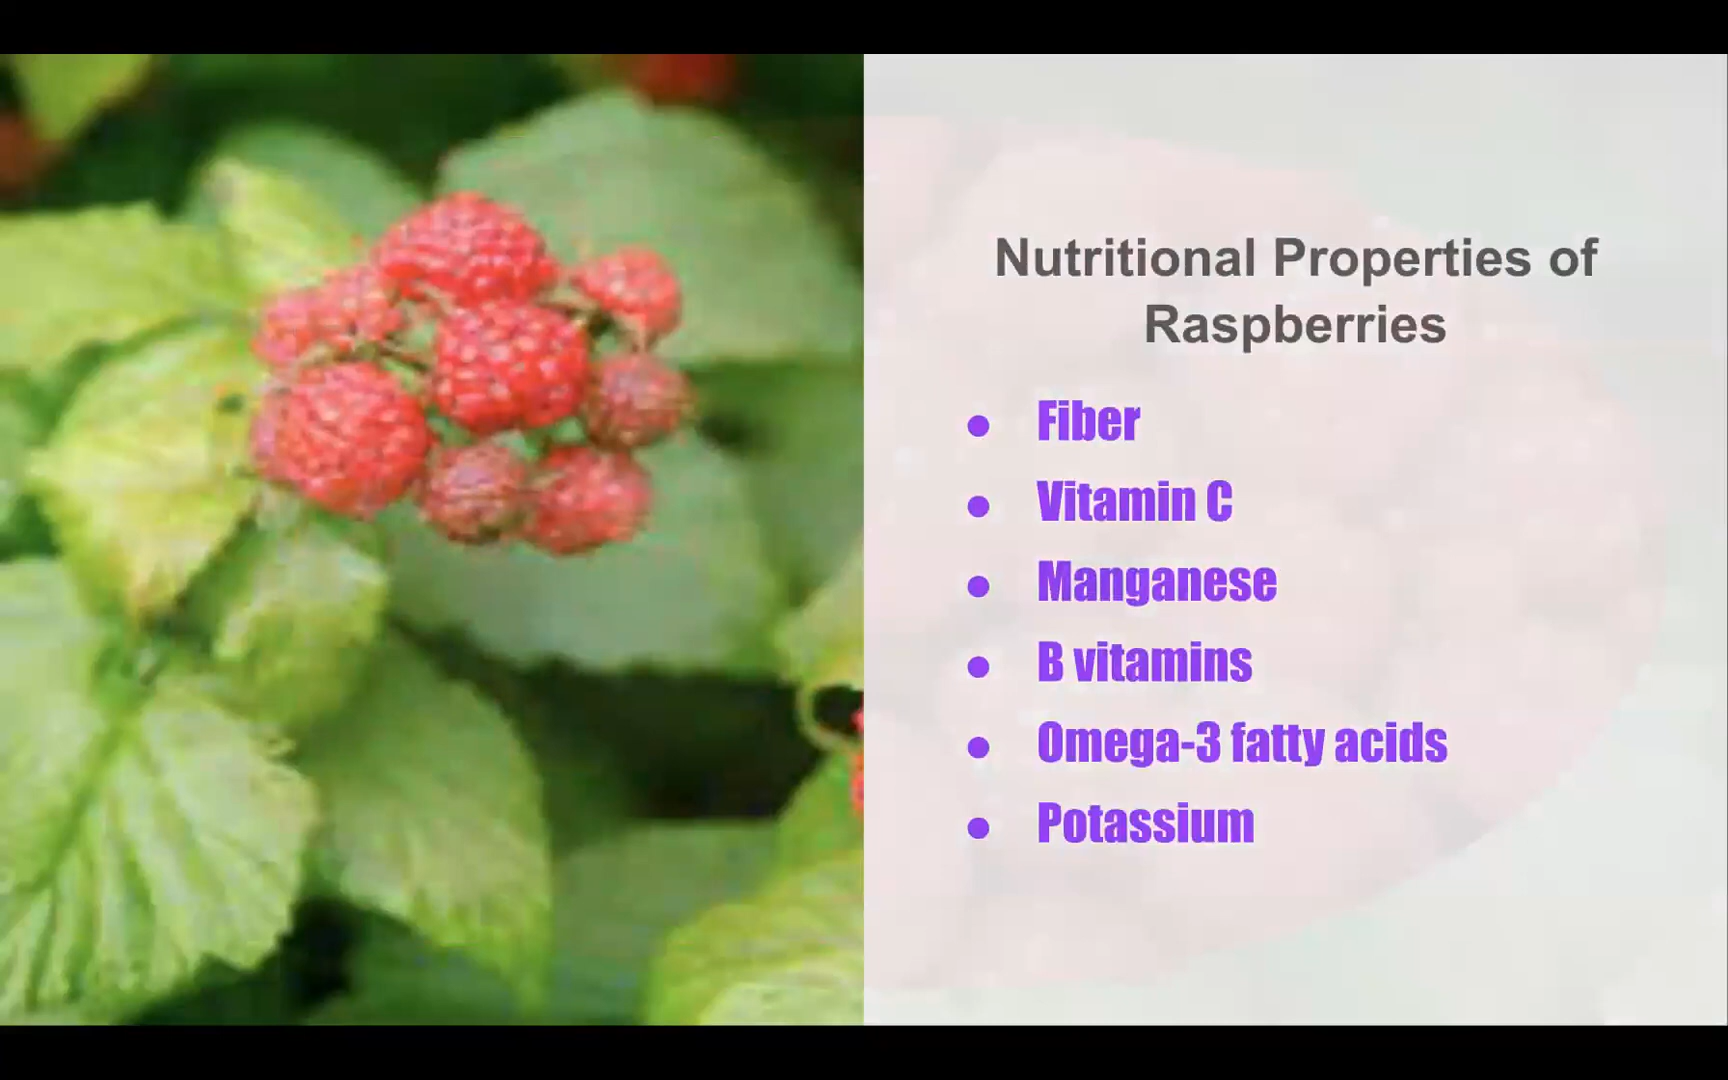 Nutritional Properties of
Raspberries
● Fiber
● Vitamin C
● Manganese
● B vitamins
● Omega-3 fatty acids
● Potassium